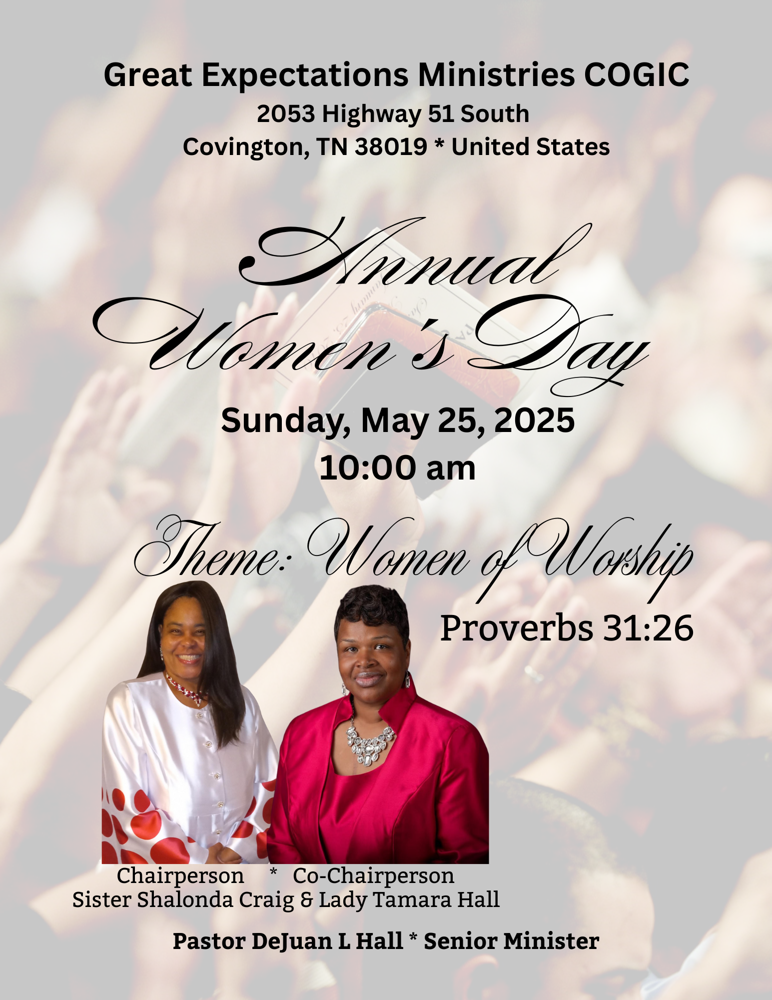 Great Expectations Ministries COGIC
2053 Highway 51 South
Covington, TN 38019 * United States
Annual
Women's Day
Sunday, May 25, 2025
10:00 am
Theme: Women of Worship
Proverbs 31:26
Chairperson * Co-Chairperson
Sister Shalonda Craig & Lady Tamara Hall
Pastor DeJuan L Hall * Senior Minister